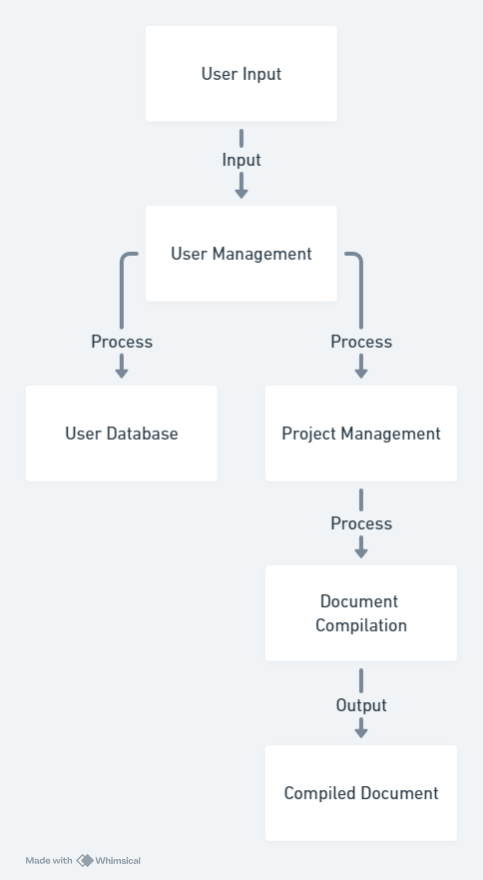 User Input
Input
User Management
Process
Process
User Database
Project Management
Process
Document
Compilation
Output
Compiled Document
Made with Whimsical